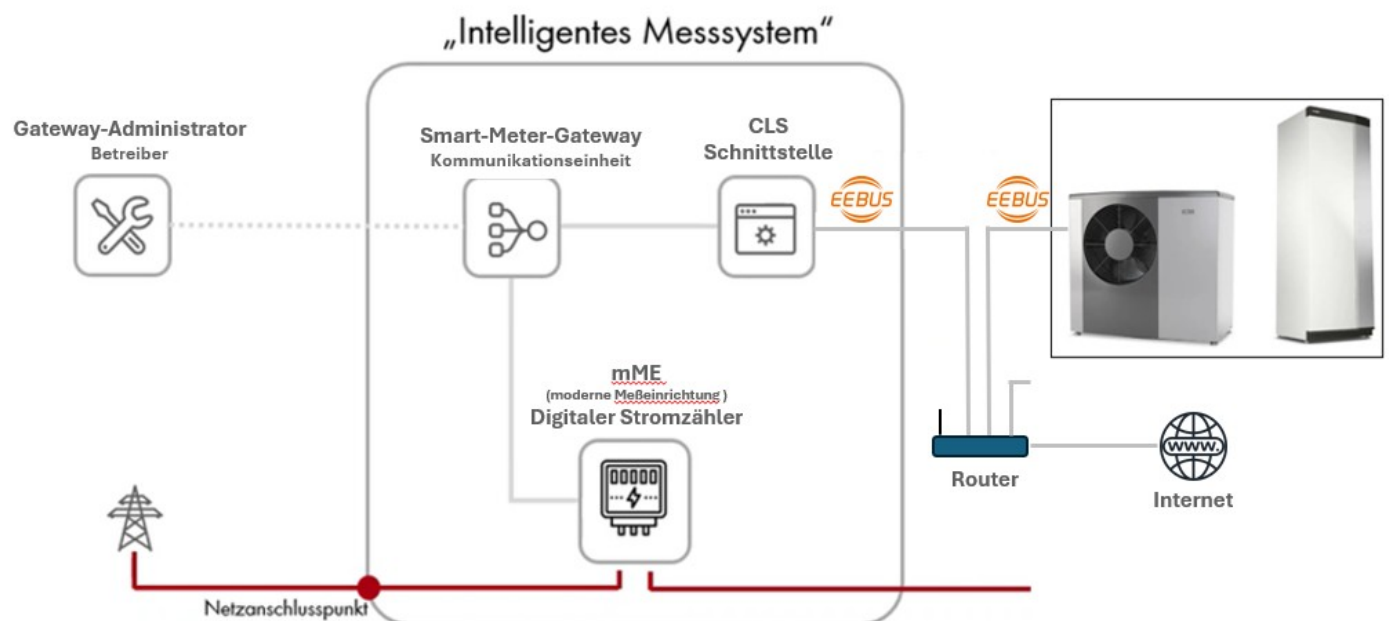 „Intelligentes Messsystem“
Gateway-Administrator
Betreiber
Smart-Meter-Gateway
Kommunikationseinheit
CLS
Schnittstelle
EEBUS
EEBUS
mME
(moderne Meßeinrichtung )
Digitaler Stromzähler
Router
www.
Internet
Netzanschlusspunkt